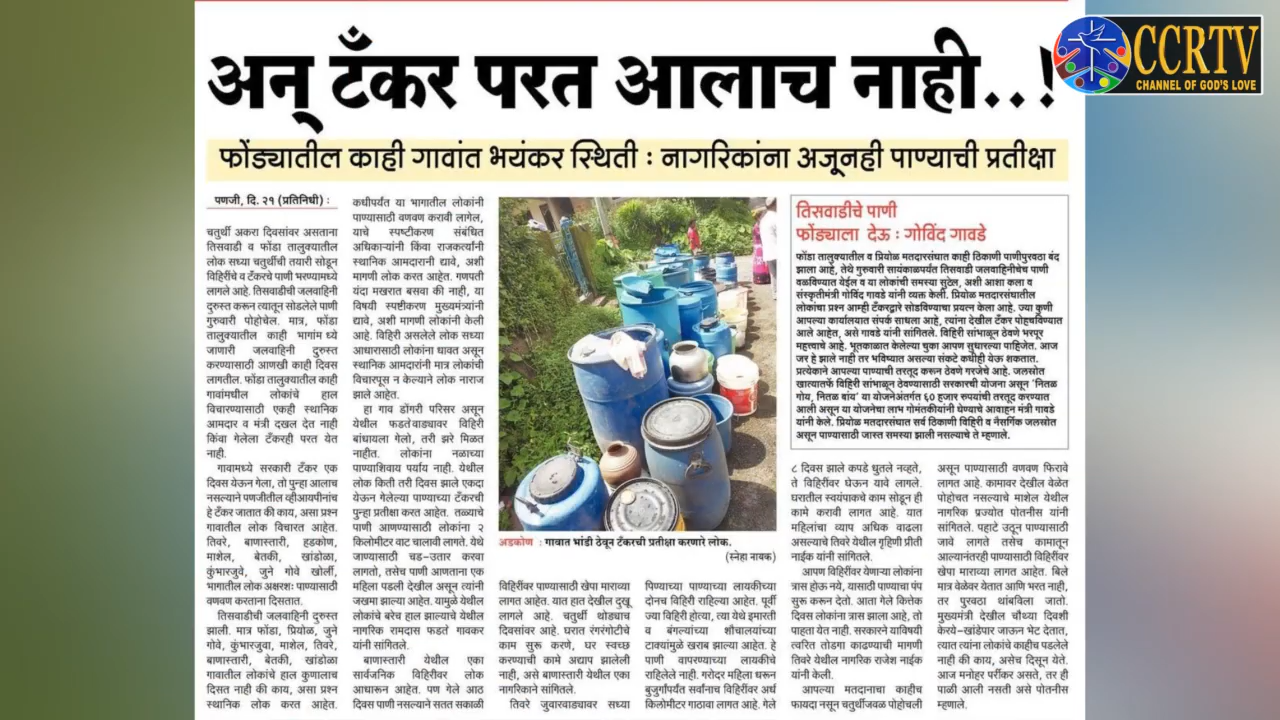 अन् टँकर परत आलाच नाही..!
CCRTV
CHANNEL OF GOD'S LOVE
फोंड्यातील काही गावांत भयंकर स्थिती : नागरिकांना अजूनही पाण्याची प्रतीक्षा
पणजी, दि. २१ (प्रतिनिधी) :
चतुर्थी अकरा दिवसांवर असताना
तिसवाडी व फोंडा तालुक्यातील
लोक सध्या चतुर्थीची तयारी सोडून
विहिरीचे व टँकरचे पाणी भरण्यामध्ये
लागले आहे. तिसवाडीची जलवाहिनी
दुरुस्त करून त्यातून सोडलेले पाणी
गुरुवारी पोहोचेल. मात्र, फोंडा
तालुक्यातील काही भागांम ध्ये
जाणारी जलवाहिनी दुरुस्त
करण्यासाठी आणखी काही दिवस
लागतील. फोंडा तालुक्यातील काही
गावांमधील लोकांचे हाल
विचारण्यासाठी एकही स्थानिक
आमदार व मंत्री दखल देत नाही
किंवा गेलेला टँकरही परत येत
नाही.
गावामध्ये सरकारी टँकर एक
दिवस येऊन गेला, तो पुन्हा आलाच
नसल्याने पणजीतील व्हीआयपींनाच
हे टँकर जातात की काय, असा प्रश्न
गावातील लोक विचारत आहेत.
तिवरे, बाणास्तारी, हडकोण,
माशेल, बेतकी, खांडोळा,
कुंभारजुवे, जुने गोवे खोर्ली,
भागातील लोक अक्षरशः पाण्यासाठी
वणवण करताना दिसतात.
तिसवाडीची जलवाहिनी दुरुस्त
झाली. मात्र फोंडा, प्रियोळ, जुने
गोवे, कुंभारजुवा, माशेल, तिवरे,
बाणास्तारी, बेतकी, खांडोळा
गावातील लोकांचे हाल कुणालाच
दिसत नाही की काय, असा प्रश्न
स्थानिक लोक करत आहेत.
कधीपर्यंत या भागातील लोकांनी
पाण्यासाठी वणवण करावी लागेल,
याचे स्पष्टीकरण संबंधित
अधिकाऱ्यांनी किंवा राजकर्त्यांनी
स्थानिक आमदारानी द्यावे, अशी
मागणी लोक करत आहेत. गणपती
यंदा मखरात बसवा की नाही, या
विषयी स्पष्टीकरण मुख्यमंत्र्यांनी
द्यावे, अशी मागणी लोकांनी केली
आहे. विहिरी असलेले लोक सध्या
आधारासाठी लोकांना धावत असून
स्थानिक आमदारांनी मात्र लोकांची
विचारपूस न केल्याने लोक नाराज
झाले आहे.
हा गाव डोंगरी परिसर असून
येथील फडतेवाड्यावर विहिरी
बांधायला गेलो, तरी झरे मिळत
नाहीत. लोकांना नळाच्या
पाण्याशिवाय पर्याय नाही. येथील
लोक किती तरी दिवस झाले एकदा
येऊन गेलेल्या पाण्याच्या टँकरची
पुन्हा प्रतीक्षा करत आहेत. तळ्याचे
पाणी आणण्यासाठी लोकांना २
किलोमीटर वाट चालावी लागते. येथे
जाण्यासाठी चड-उतार करवा
लागतो, तसेच पाणी आणताना एक
महिला पडली देखील असून त्यांनी
जखमा झाल्या आहेत. यामुळे येथील
लोकांचे बरेच हाल झाल्याचे येथील
नागरिक रामदास फडते गावकर
यांनी सांगितले.
बाणास्तारी येथील एका
सार्वजनिक विहिरीवर लोक
आधारून आहेत. पण गेले आठ
दिवस पाणी नसल्याने सतत सकाळी
अडकोण : गावात भांडी ठेवून टँकरची प्रतीक्षा करणारे लोक.
(स्नेहा नायक)
विहिरींवर पाण्यासाठी खेपा माराव्या
लागत आहेत. यात हात देखील दुखू
लागले आहे. चतुर्थी थोड्याच
दिवसांवर आहे. घरात रंगरंगोटीचे
काम सुरू करणे, घर स्वच्छ
करण्याची कामे अद्याप झालेली
नाही, असे बाणास्तारी येथील एका
नागरिकाने सांगितले.
तिवरे जुवारवाड्यावर सध्या
पिण्याच्या पाण्याच्या लायकीच्या
दोनच विहिरी राहिल्या आहेत. पूर्वी
ज्या विहिरी होत्या, त्या येथे इमारती
व बंगल्यांच्या शौचालयांच्या
टाक्यांमुळे खराब झाल्या आहेत. हे
पाणी वापरण्याच्या लायकीचे
राहिलेले नाही. गरोदर महिला घरून
बुजुर्गांपर्यत सर्वांनाच विहिरींवर अर्ध
किलोमीटर गाठावा लागत आहे. गेले
तिसवाडीचे पाणी
फोंड्याला देऊ : गोविंद गावडे
फोंडा तालुक्यातील व प्रियोळ मतदारसंघात काही ठिकाणी पाणीपुरवठा बंद
झाला आहे, तेथे गुरुवारी सायंकाळपर्यंत तिसवाडी जलवाहिनीचेच पाणी
वळविण्यात येईल व या लोकांची समस्या सुटेल, अशी आशा कला व
संस्कृतीमंत्री गोविंद गावडे यांनी व्यक्त केली. प्रियोळ मतदारसंघातील
लोकांचा प्रश्न आम्ही टँकरद्वारे सोडविण्याचा प्रयत्न केला आहे. ज्या कुणी
आपल्या कार्यालयात संपर्क साधला आहे, त्यांना देखील टँकर पोहचविण्यात
आले आहेत, असे गावडे यांनी सांगितले. विहिरी सांभाळून ठेवणे भरपूर
महत्त्वाचे आहे. भूतकाळात केलेल्या चुका आपण सुधारल्या पाहिजेत. आज
जर हे झाले नाही तर भविष्यात असल्या संकटे कधीही येऊ शकतात.
प्रत्येकाने आपल्या पाण्याची तरतूद करून ठेवणे गरजेचे आहे. जलस्रोत
खात्यातर्फे विहिरी सांभाळून ठेवण्यासाठी सरकारची योजना असून 'नितळ
गोय, नितळ बांय' या योजनेअंतर्गत ६० हजार रुपयांची तरतूद करण्यात
आली असून या योजनेचा लाभ गोमंतकीयांनी घेण्याचे आवाहन मंत्री गावडे
यांनी केले. प्रियोळ मतदारसंघात सर्व ठिकाणी विहिरी व नैसर्गिक जलस्रोत
असून पाण्यासाठी जास्त समस्या झाली नसल्याचे ते म्हणाले.
८ दिवस झाले कपडे धुतले नव्हते,
ते विहिरींवर घेऊन यावे लागले.
घरातील स्वयंपाकचे काम सोडून ही
कामे करावी लागत आहे. यात
महिलांचा व्याप अधिक वाढला
असल्याचे तिवरे येथील गृहिणी प्रीती
नाईक यांनी सांगितले.
आपण विहिरींवर येणाऱ्या लोकांना
त्रास होऊ नये, यासाठी पाण्याचा पंप
सुरू करून देतो. आता गेले कित्येक
दिवस लोकांना त्रास झाला आहे, तो
पाहता येत नाही. सरकारने याविषयी
त्वरित तोडगा काढण्याची मागणी
तिवरे येथील नागरिक राजेश नाईक
यांनी केली.
आपल्या मतदानाचा काहीच
फायदा नसून चतुर्थीजवळ पोहोचली
असून पाण्यासाठी वणवण फिरावे
लागत आहे. कामावर देखील वेळेत
पोहोचत नसल्याचे माशेल येथील
नागरिक प्रज्योत पोतनीस यांनी
सांगितले. पहाटे उठून पाण्यासाठी
जावे लागते तसेच कामातून
आल्यानंतरही पाण्यासाठी विहिरींवर
खेपा माराव्या लागत आहेत. बिले
मात्र वेळेवर येतात आणि भरत नाही,
तर पुरवठा थांबविला जातो.
मुख्यमंत्री देखील चौथ्या दिवशी
केरये-खांडेपार जाऊन भेट देतात,
त्यात त्यांना लोकांचे काहीच पडलेले
नाही की काय, असेच दिसून येते.
आज मनोहर पर्रीकर असते, तर ही
पाळी आली नसती असे पोतनीस
म्हणाले.